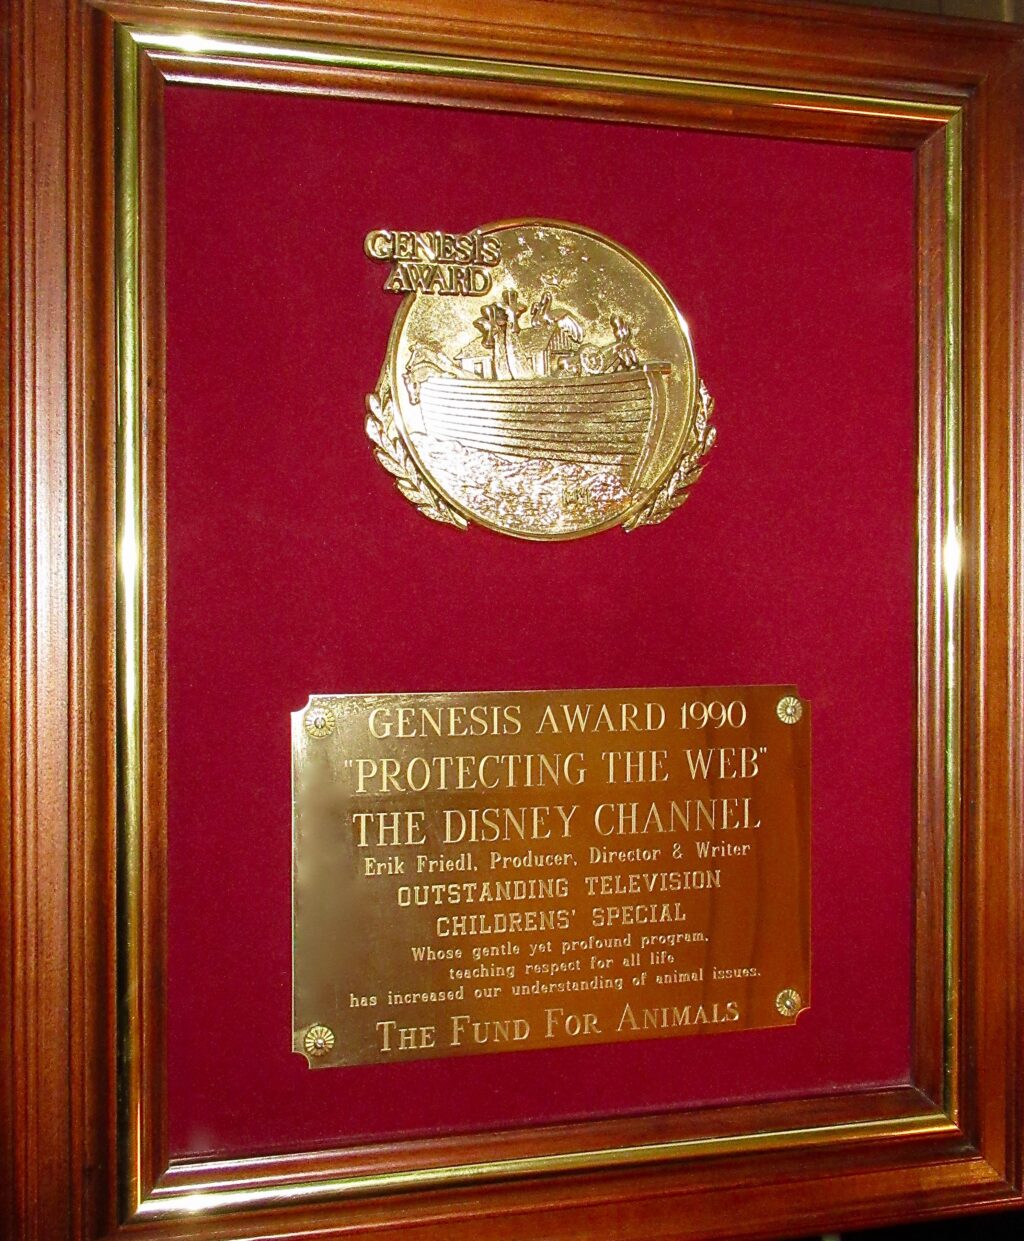 GENESIS
AWARD
GENESIS AWARD 1990
"PROTECTING THE WEB"
THE DISNEY CHANNEL
Erik Friedl, Producer, Director & Writer
OUTSTANDING TELEVISION
CHILDRENS' SPECIAL
Whose gentle yet profound program,
teaching respect for all life
has increased our understanding of animal issues.
THE FUND FOR ANIMALS